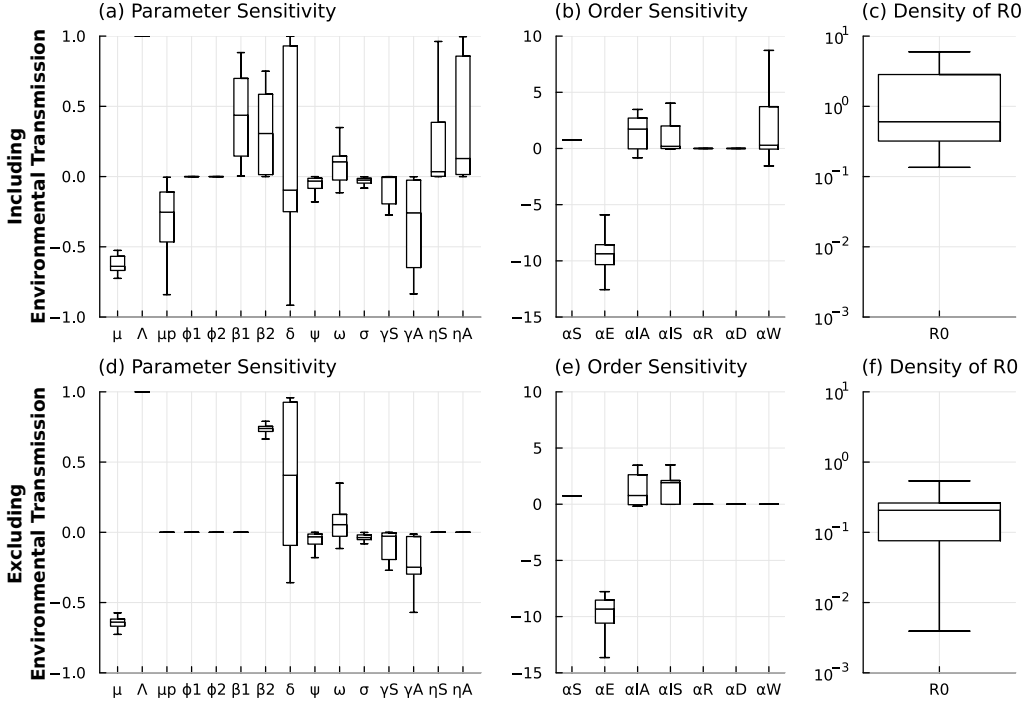 (a) Parameter Sensitivity
(b) Order Sensitivity
(c) Density of R0
Including
Environmental Transmission
1.0
0.5
0.0
−0.5
−1.0
μ Λ μp ϕ1 ϕ2 β1 β2 δ ψ ω σ γS γA ηS ηA
10
5
0
−5
−10
−15
αS αE αIA αIS αR αD αW
10^1
10^0
10^−1
10^−2
10^−3
R0
(d) Parameter Sensitivity
(e) Order Sensitivity
(f) Density of R0
Excluding
Environmental Transmission
1.0
0.5
0.0
−0.5
−1.0
μ Λ μp ϕ1 ϕ2 β1 β2 δ ψ ω σ γS γA ηS ηA
10
5
0
−5
−10
−15
αS αE αIA αIS αR αD αW
10^1
10^0
10^−1
10^−2
10^−3
R0